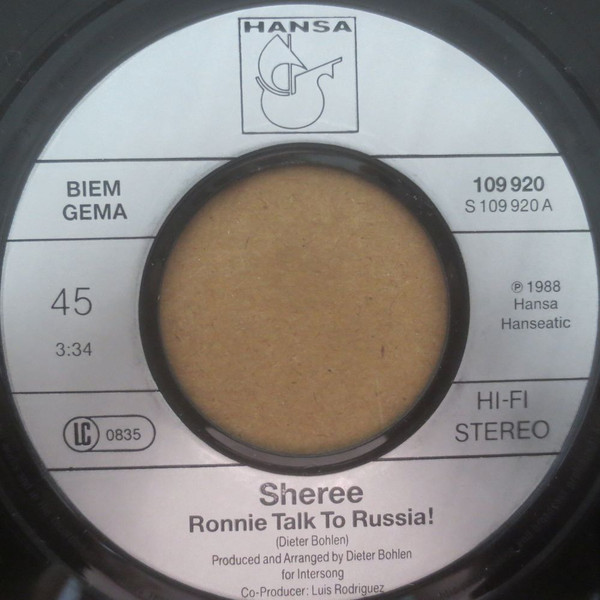 HANSA
BIEM
GEMA
109 920
S 109 920 A
45
3:34
℗ 1988
Hansa
Hanseatic
LC 0835
HI-FI
STEREO
Sheree
Ronnie Talk To Russia!
(Dieter Bohlen)
Produced and Arranged by Dieter Bohlen
for Intersong
Co-Producer: Luis Rodriguez